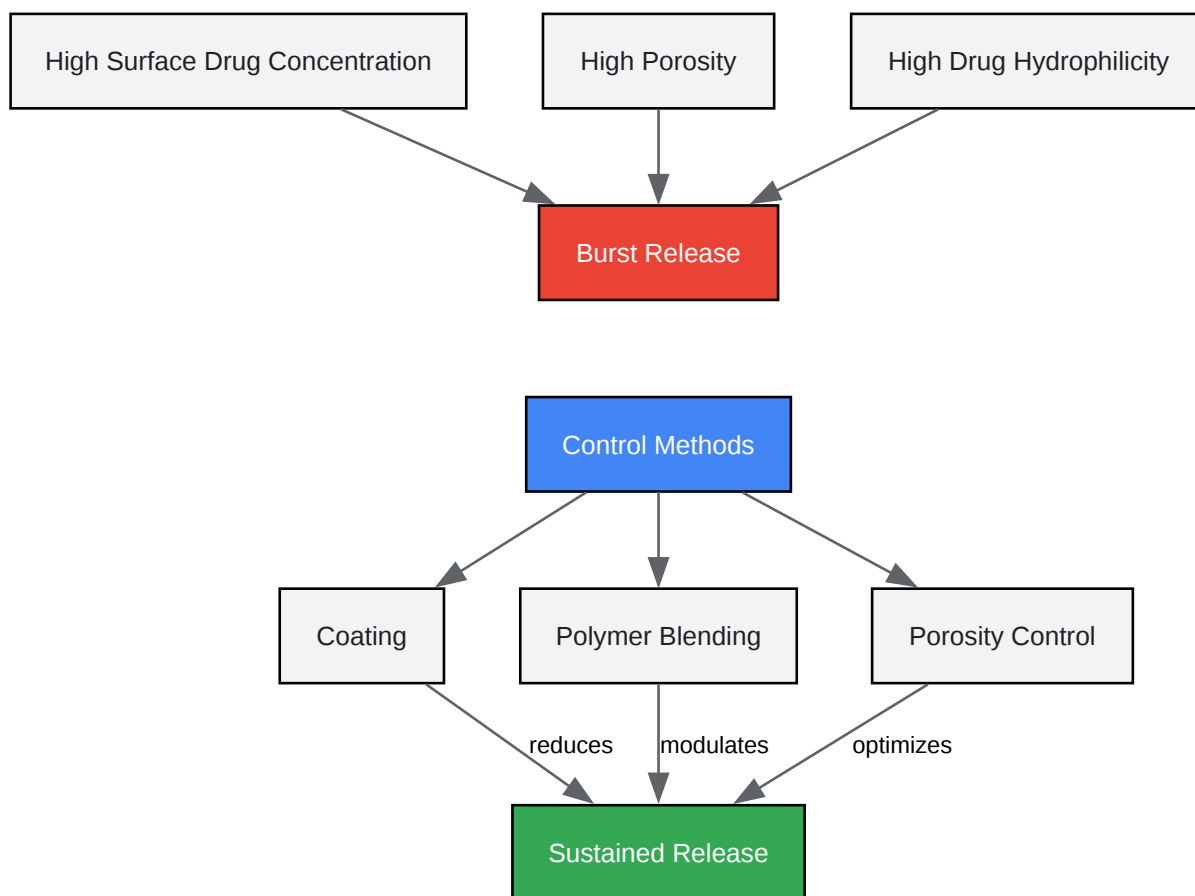 High Surface Drug Concentration
High Porosity
High Drug Hydrophilicity
Burst Release
Control Methods
Coating
Polymer Blending
Porosity Control
reduces
modulates
optimizes
Sustained Release